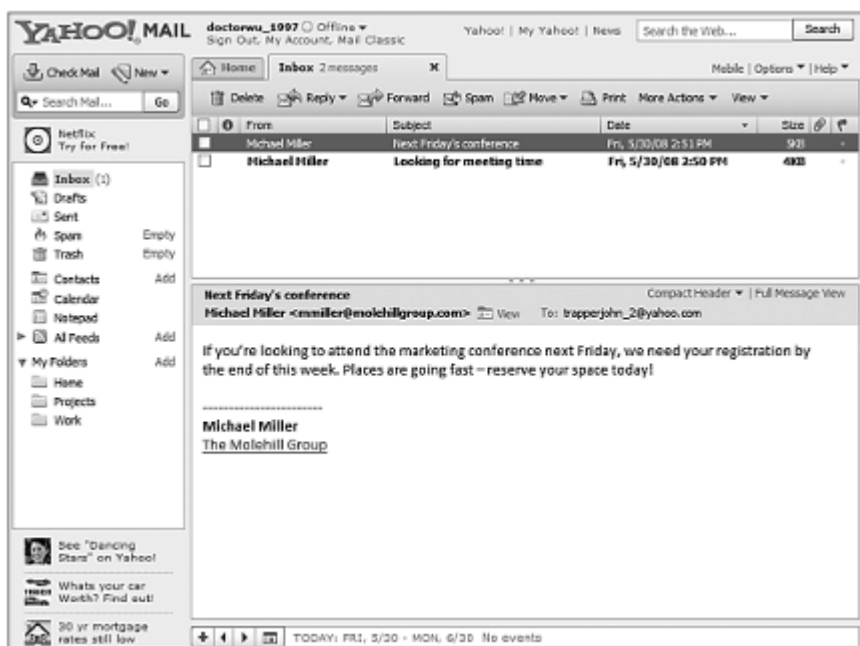 YAHOO! MAIL
doctorwu_1997 Offline
Sign Out, My Account, Mail Classic
Yahoo! | My Yahoo! | News
Search the Web...
Search
Check Mail
New
Search Mail...
Go
Netflix
Try for Free!
Inbox (1)
Drafts
Sent
Spam Empty
Trash Empty
Contacts Add
Calendar
Notepad
All Feeds Add
My Folders Add
Home
Projects
Work
See "Dancing
Stars" on Yahoo!
Whats your car
Worth? Find out!
30 yr mortgage
rates still low
Home
Inbox 2 messages
Mobile | Options | Help
Delete Reply Forward Spam Move Print More Actions View
From Subject Date Size
Michael Miller Next Friday's conference Fri, 5/30/08 2:51 PM 5KB
Michael Miller Looking for meeting time Fri, 5/30/08 2:50 PM 4KB
Next Friday's conference
Compact Header | Full Message View
Michael Miller <mmiller@molehillgroup.com> View To: trapperjohn_2@yahoo.com
If you're looking to attend the marketing conference next Friday, we need your registration by
the end of this week. Places are going fast – reserve your space today!
------------------------
Michael Miller
The Molehill Group
TODAY: FRI, 5/30 - MON, 6/30 No events